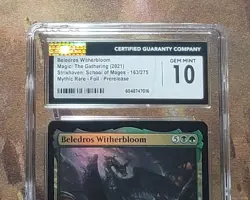 CERTIFIED GUARANTY COMPANY
Beledros Witherbloom
Magic: The Gathering (2021)
Strixhaven: School of Mages - 163/275
Mythic Rare - Foil - Prerelease
GEM MINT
10
Beledros Witherbloom
5